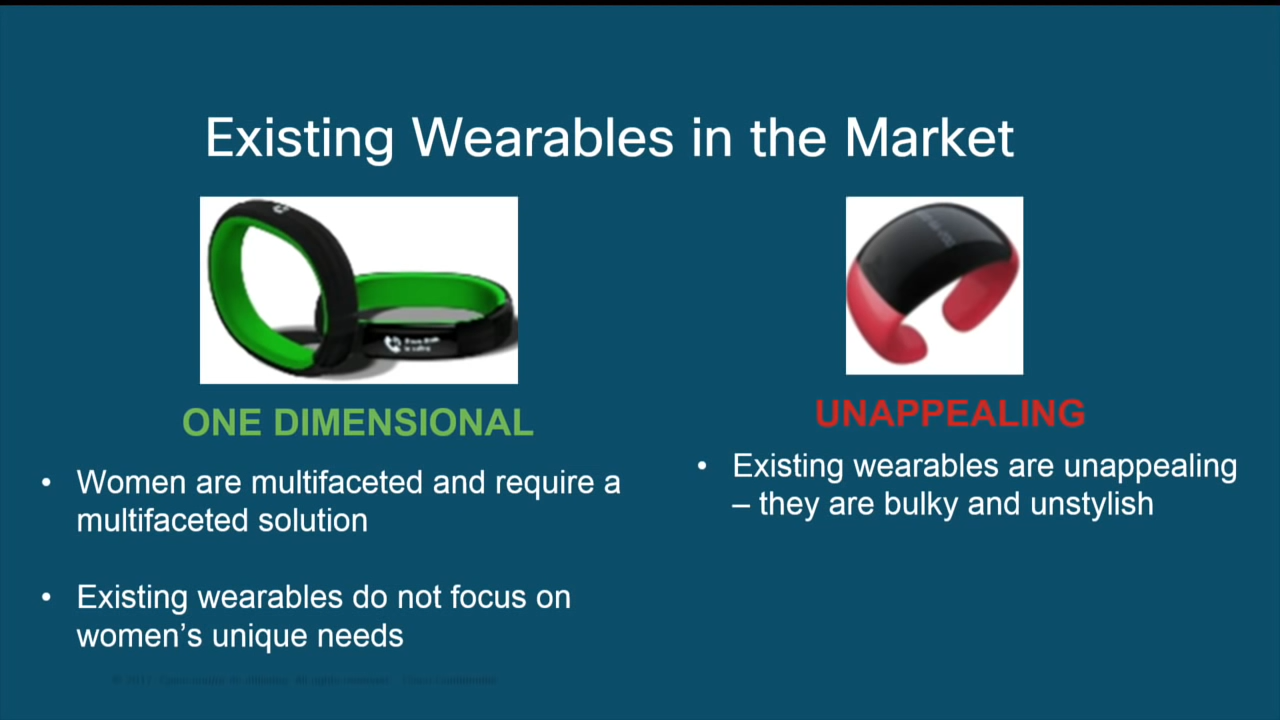 Existing Wearables in the Market
ONE DIMENSIONAL
• Women are multifaceted and require a
multifaceted solution
• Existing wearables do not focus on
women’s unique needs
UNAPPEALING
• Existing wearables are unappealing
– they are bulky and unstylish